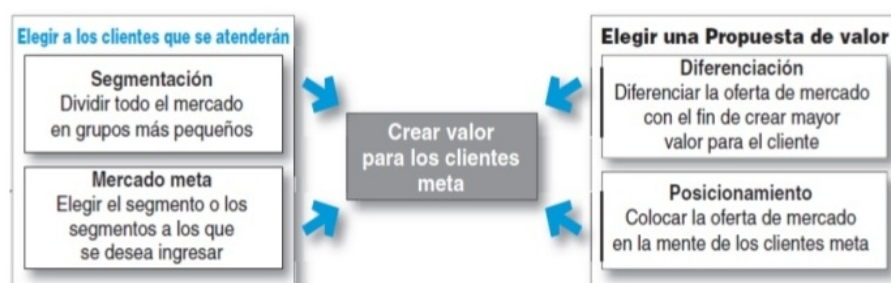 Elegir a los clientes que se atenderán
Segmentación
Dividir todo el mercado
en grupos más pequeños
Mercado meta
Elegir el segmento o los
segmentos a los que
se desea ingresar
Crear valor
para los clientes
meta
Elegir una Propuesta de valor
Diferenciación
Diferenciar la oferta de mercado
con el fin de crear mayor
valor para el cliente
Posicionamiento
Colocar la oferta de mercado
en la mente de los clientes meta